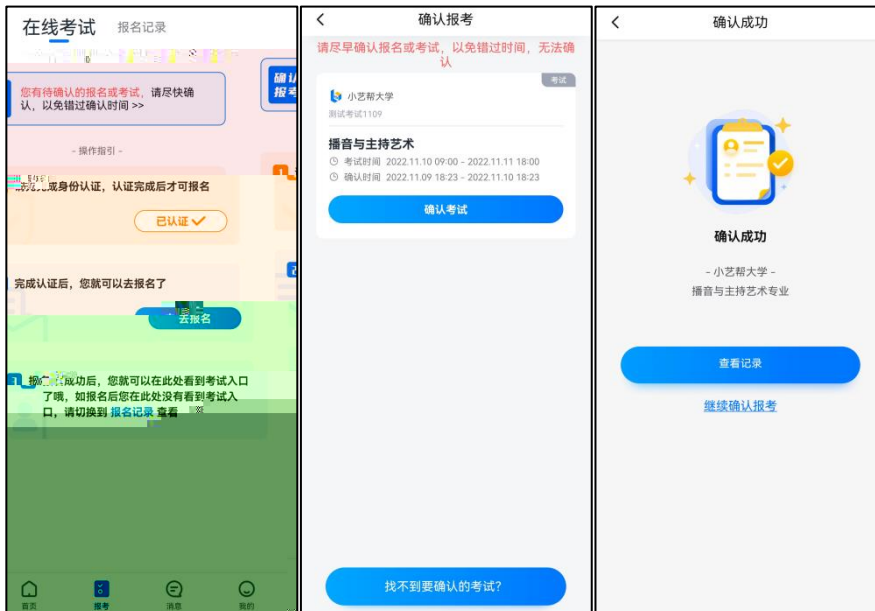 在线考试 报名记录
确认
报考
您有待确认的报名或考试，请尽快确
认，以免错过确认时间 >>
- 操作指引 -
成身份认证，认证完成后才可报名
已认证
完成认证后，您就可以去报名了
去报名
成功后，您就可以在此处看到考试入口
了哦，如报名后您在此处没有看到考试入
口，请切换到 报名记录 查看
首页 报考 消息 我的
确认报考
请尽早确认报名或考试，以免错过时间，无法确
认
考试
小艺帮大学
测试考试1109
播音与主持艺术
考试时间 2022.11.10 09:00 - 2022.11.11 18:00
确认时间 2022.11.09 18:23 - 2022.11.10 18:23
确认考试
找不到要确认的考试？
确认成功
确认成功
- 小艺帮大学 -
播音与主持艺术专业
查看记录
继续确认报考